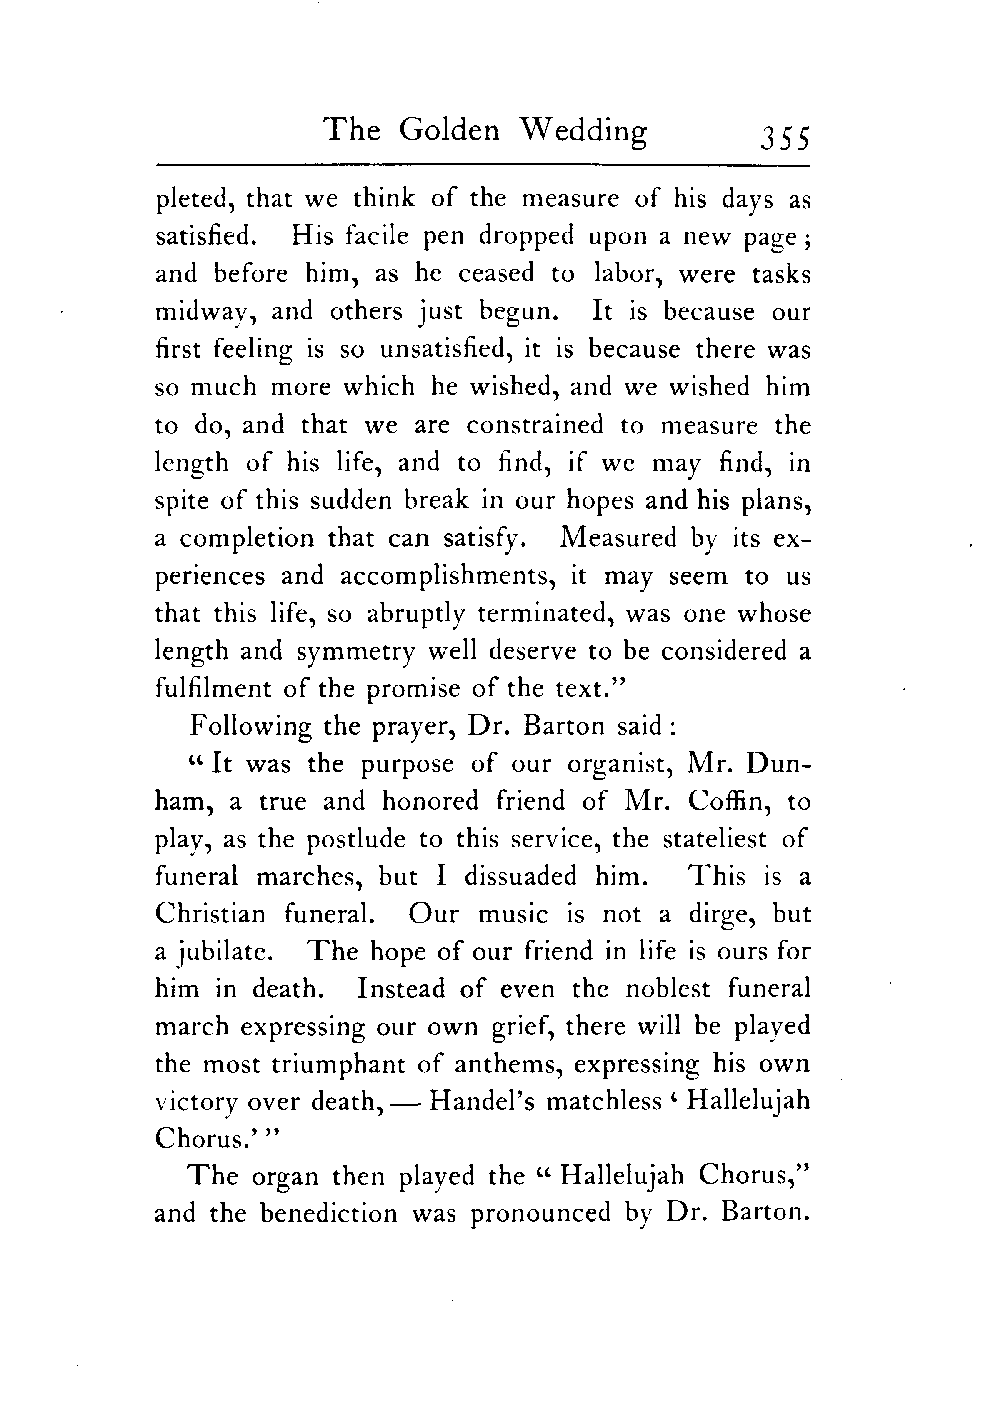 The Golden Wedding 355
pleted, that we think of the measure of his days as
satisfied. His facile pen dropped upon a new page;
and before him, as he ceased to labor, were tasks
midway, and others just begun. It is because our
first feeling is so unsatisfied, it is because there was
so much more which he wished, and we wished him
to do, and that we are constrained to measure the
length of his life, and to find, if we may find, in
spite of this sudden break in our hopes and his plans,
a completion that can satisfy. Measured by its ex-
periences and accomplishments, it may seem to us
that this life, so abruptly terminated, was one whose
length and symmetry well deserve to be considered a
fulfilment of the promise of the text.”
Following the prayer, Dr. Barton said:
“It was the purpose of our organist, Mr. Dun-
ham, a true and honored friend of Mr. Coffin, to
play, as the postlude to this service, the stateliest of
funeral marches, but I dissuaded him. This is a
Christian funeral. Our music is not a dirge, but
a jubilate. The hope of our friend in life is ours for
him in death. Instead of even the noblest funeral
march expressing our own grief, there will be played
the most triumphant of anthems, expressing his own
victory over death,— Handel’s matchless ‘Hallelujah
Chorus.’”
The organ then played the “Hallelujah Chorus,”
and the benediction was pronounced by Dr. Barton.